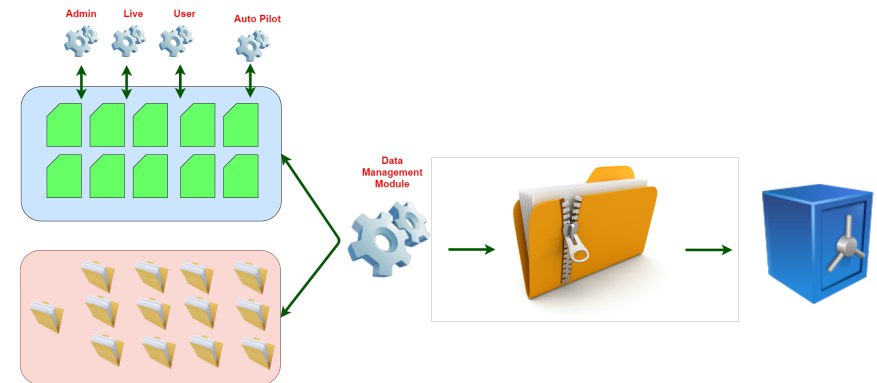 Admin
Live
User
Auto Pilot
Data
Management
Module